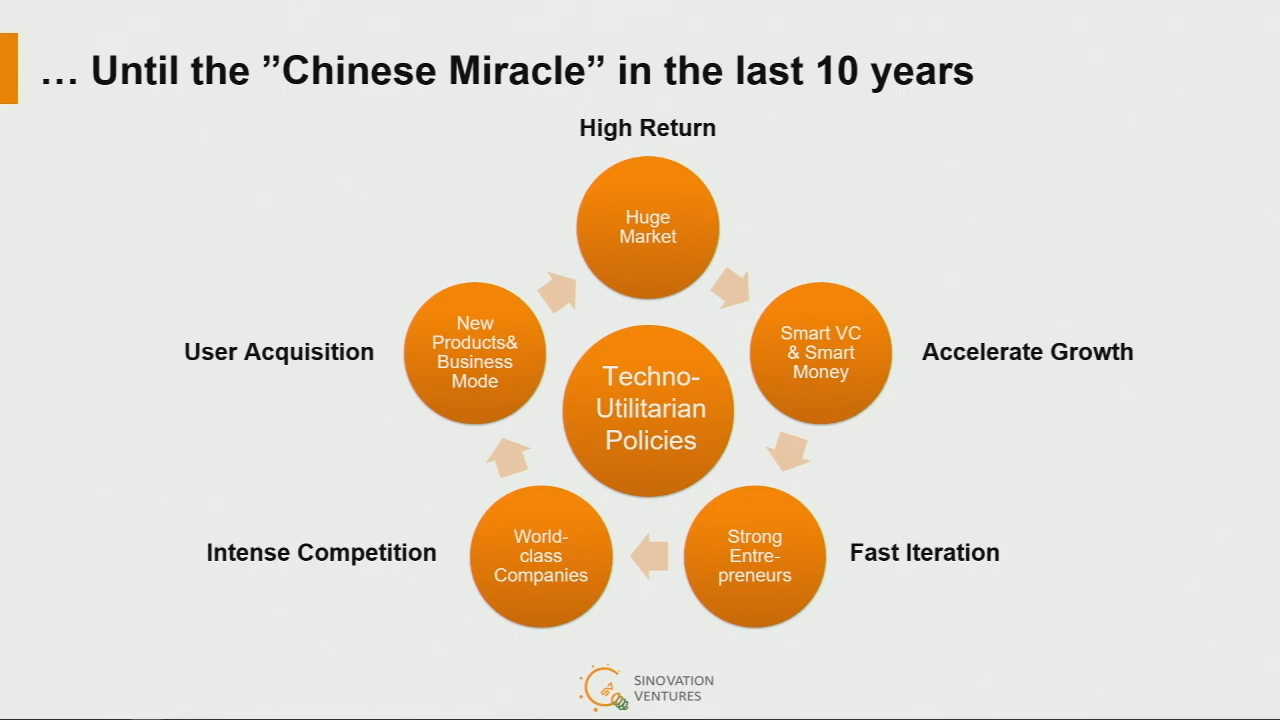 … Until the ”Chinese Miracle” in the last 10 years
High Return
Huge
Market
New
Products&
Business
Mode
User Acquisition
Smart VC
& Smart
Money
Accelerate Growth
Techno-
Utilitarian
Policies
World-
class
Companies
Intense Competition
Strong
Entre-
preneurs
Fast Iteration
SINOVATION
VENTURES